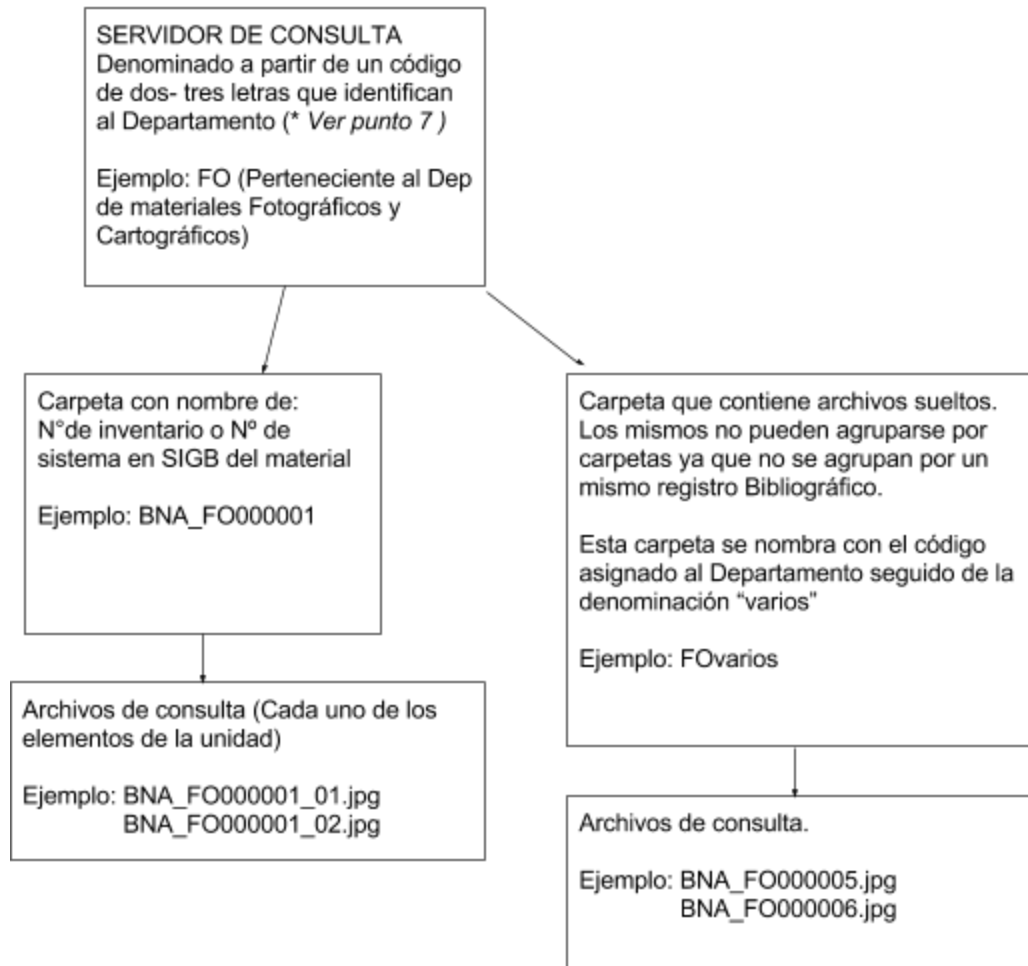 SERVIDOR DE CONSULTA
Denominado a partir de un código
de dos- tres letras que identifican
al Departamento (* Ver punto 7 )
Ejemplo: FO (Perteneciente al Dep
de materiales Fotográficos y
Cartográficos)
Carpeta con nombre de:
N°de inventario o Nº de
sistema en SIGB del material
Ejemplo: BNA_FO000001
Archivos de consulta (Cada uno de los
elementos de la unidad)
Ejemplo: BNA_FO000001_01.jpg
BNA_FO000001_02.jpg
Carpeta que contiene archivos sueltos.
Los mismos no pueden agruparse por
carpetas ya que no se agrupan por un
mismo registro Bibliográfico.
Esta carpeta se nombra con el código
asignado al Departamento seguido de la
denominación “varios”
Ejemplo: FOvarios
Archivos de consulta.
Ejemplo: BNA_FO000005.jpg
BNA_FO000006.jpg